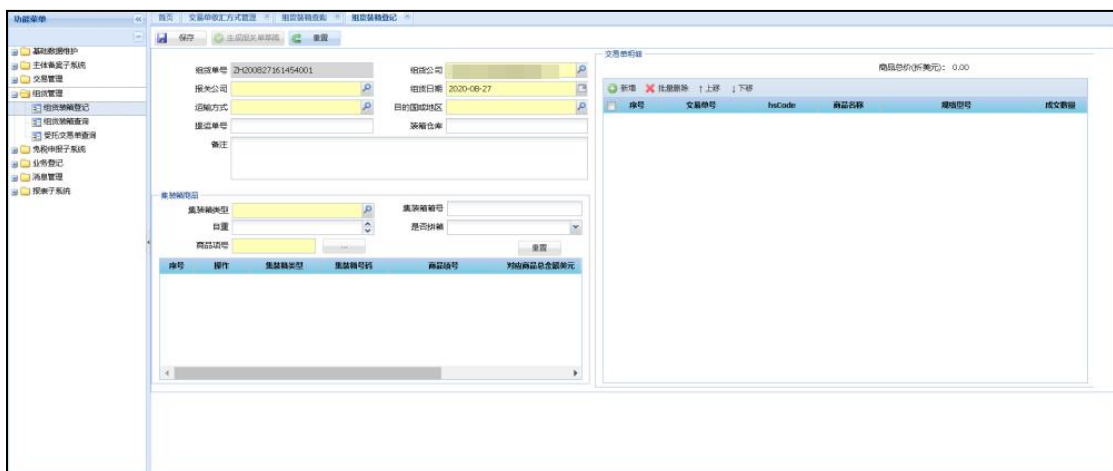 功能菜单
首页 交易单收汇方式管理 组货装箱查询 组货装箱登记
保存 生成报关单草稿 重置
基础数据维护
主体备案子系统
交易管理
组货管理
组货装箱登记
组货装箱查询
受托交易单查询
免税申报子系统
业务登记
消息管理
报表子系统
组货单号 ZH200827161454001 组货公司
报关公司 组货日期 2020-08-27
运输方式 目的国或地区
提运单号 装箱仓库
备注
集装箱商品
集装箱类型 集装箱箱号
自重 是否拼箱
商品项号 ... 重置
序号 操作 集装箱类型 集装箱号码 商品项号 对应商品总金额美元
交易单明细
商品总价(折美元): 0.00
新增 批量删除 ↑上移 ↓下移
序号 交易单号 hsCode 商品名称 规格型号 成交数量